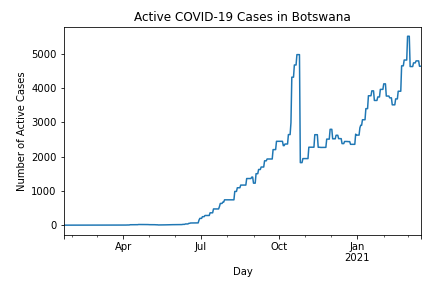 Active COVID-19 Cases in Botswana
Number of Active Cases
5000
4000
3000
2000
1000
0
Apr
Jul
Oct
Jan
2021
Day